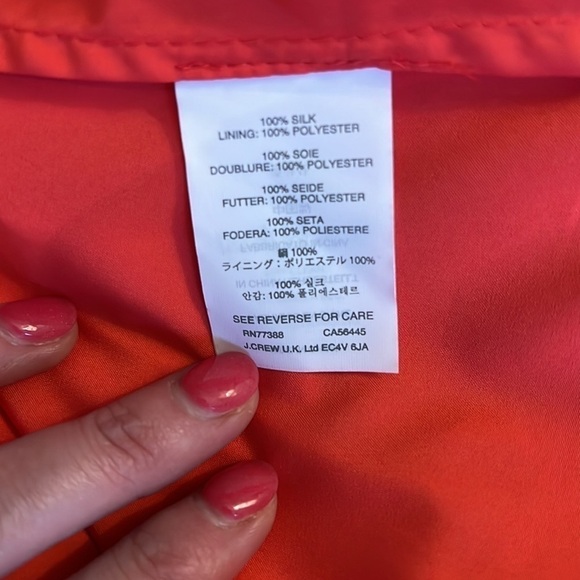 100% SILK
LINING: 100% POLYESTER
100% SOIE
DOUBLURE: 100% POLYESTER
100% SEIDE
FUTTER: 100% POLYESTER
100% SETA
FODERA: 100% POLIESTERE
絹 100%
ライニング：ポリエステル 100%
100% 실크
안감: 100% 폴리에스테르
SEE REVERSE FOR CARE
RN77388 CA56445
J.CREW U.K. Ltd EC4V 6JA